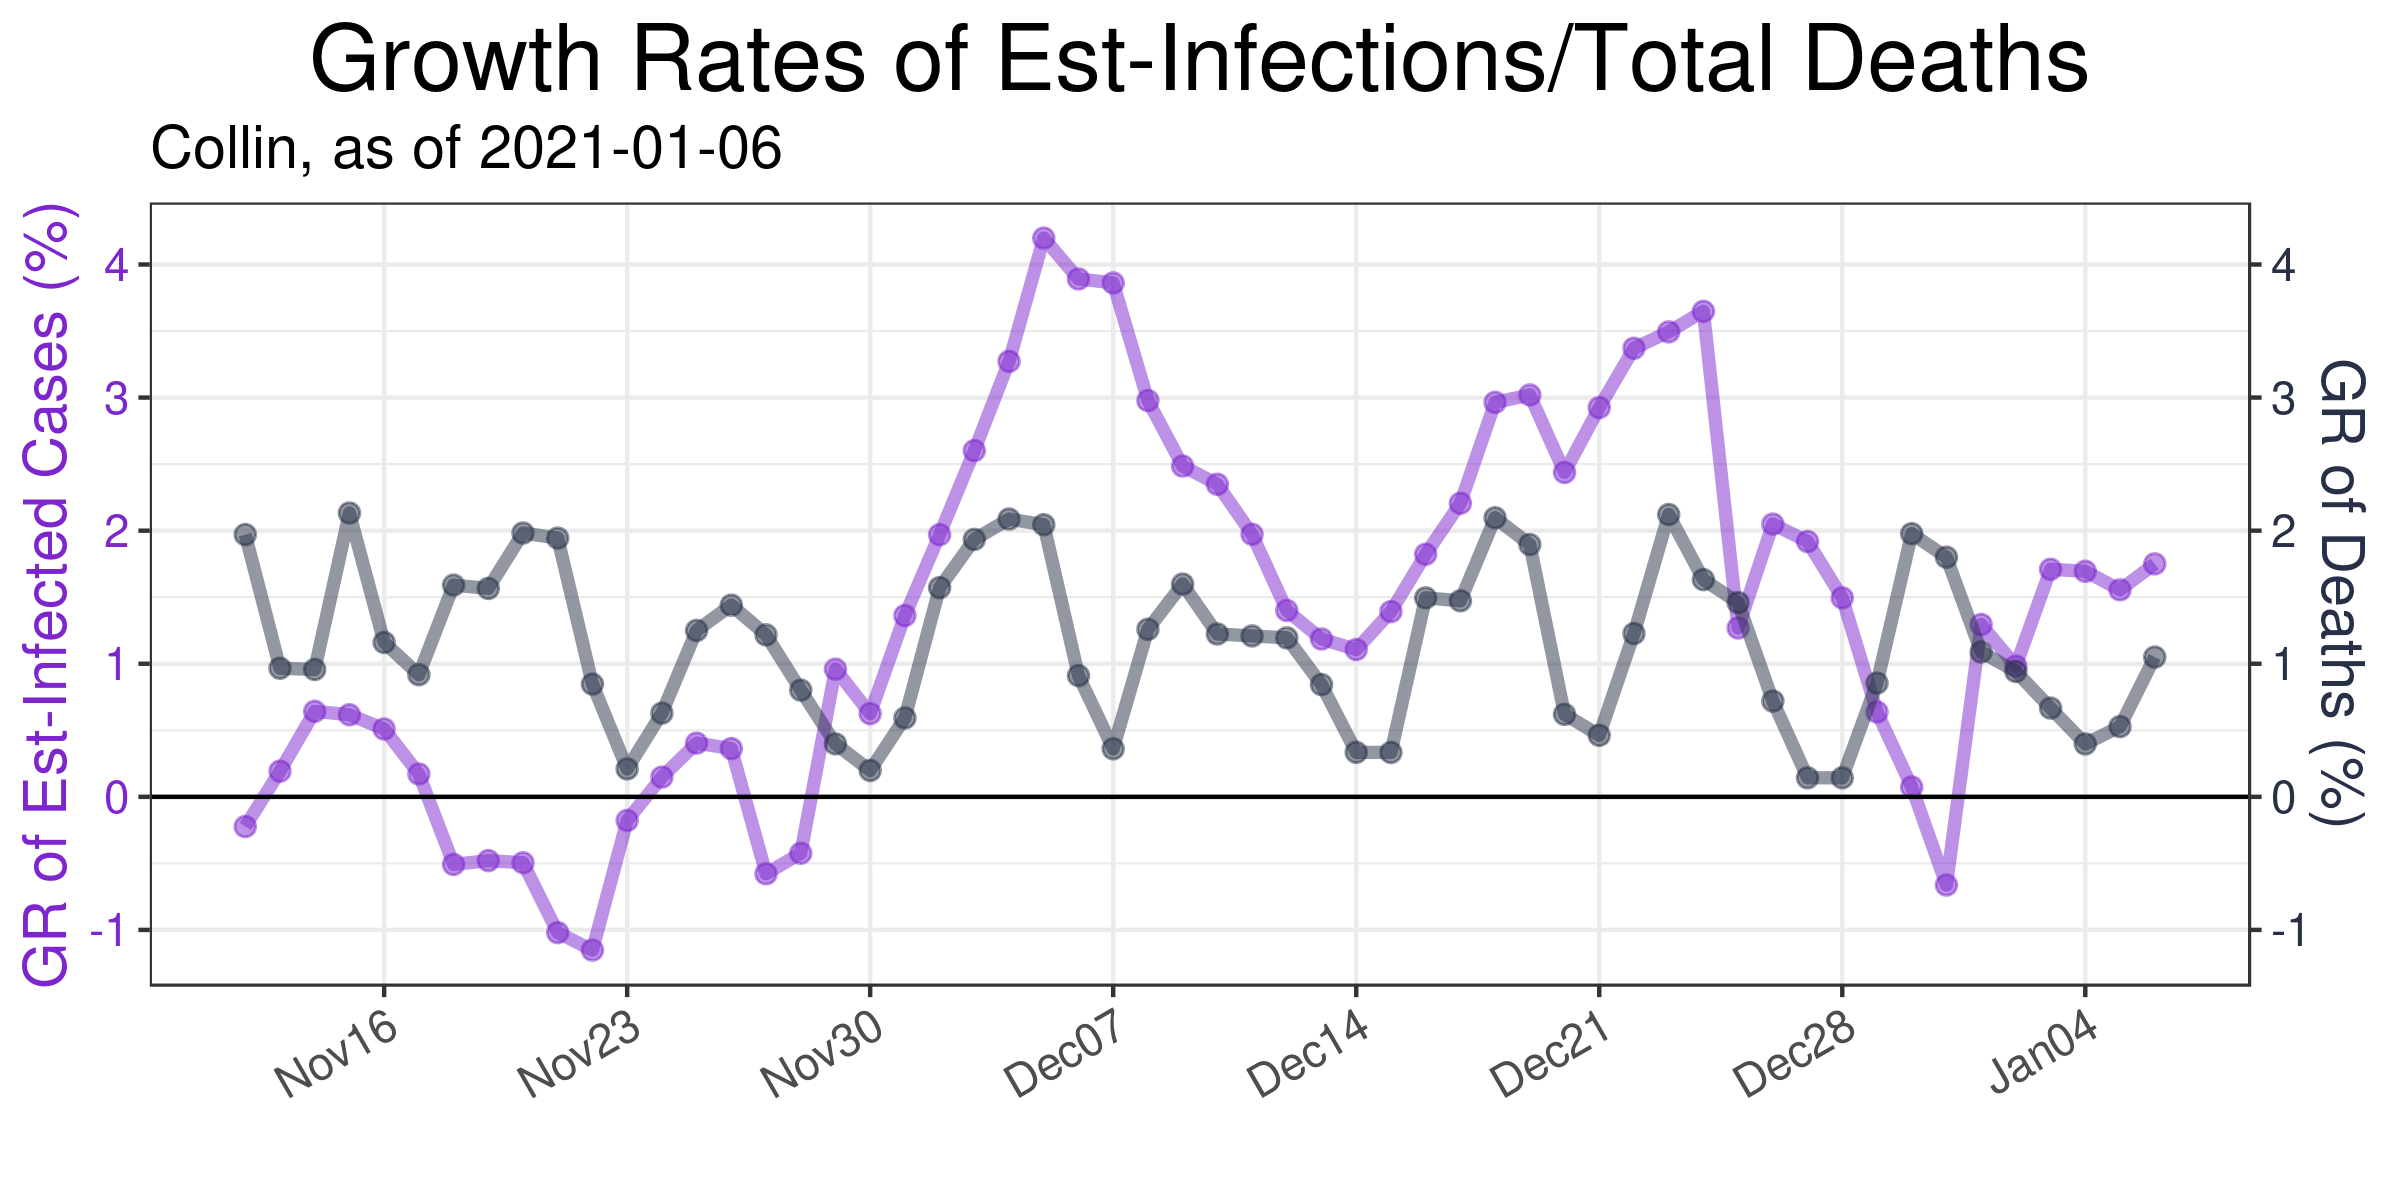 Growth Rates of Est-Infections/Total Deaths
Collin, as of 2021-01-06
GR of Est-Infected Cases (%)
4
3
2
1
0
-1
4
3
2
1
0
-1
GR of Deaths (%)
Nov16
Nov23
Nov30
Dec07
Dec14
Dec21
Dec28
Jan04